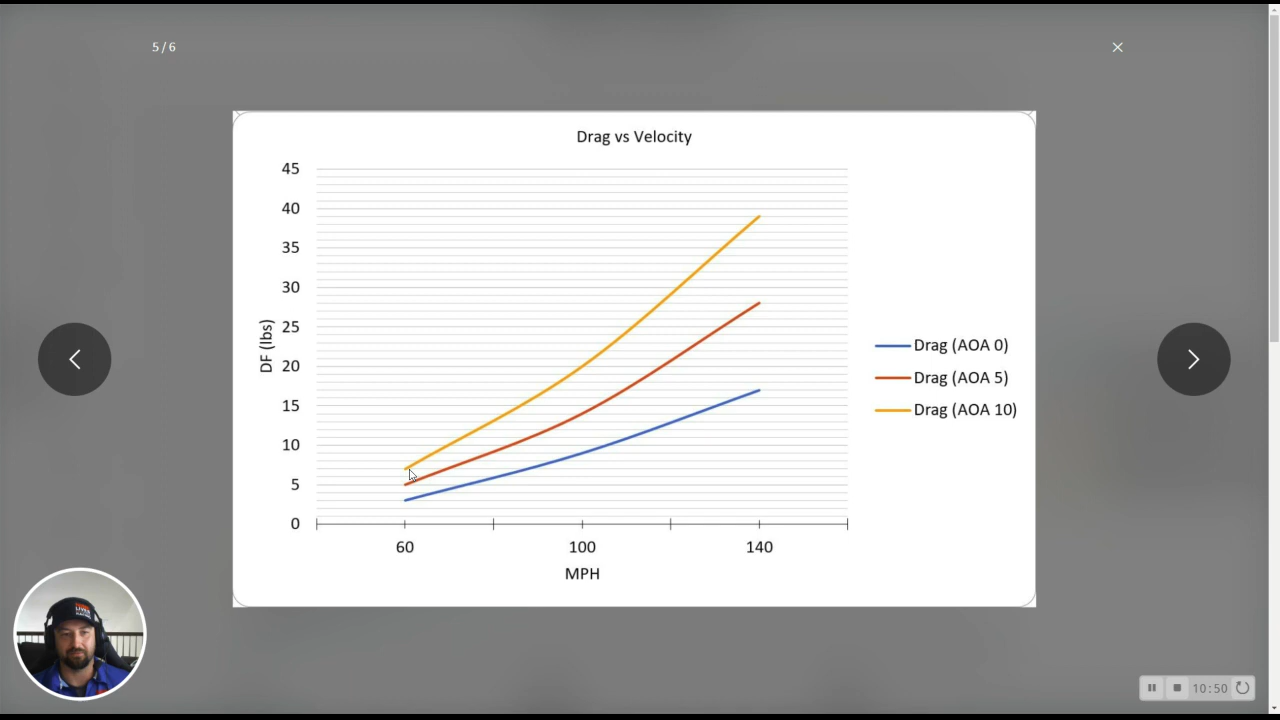 5 / 6
Drag vs Velocity
45
40
35
30
25
20
15
10
5
0
DF (lbs)
60 100 140
MPH
Drag (AOA 0)
Drag (AOA 5)
Drag (AOA 10)
10:50